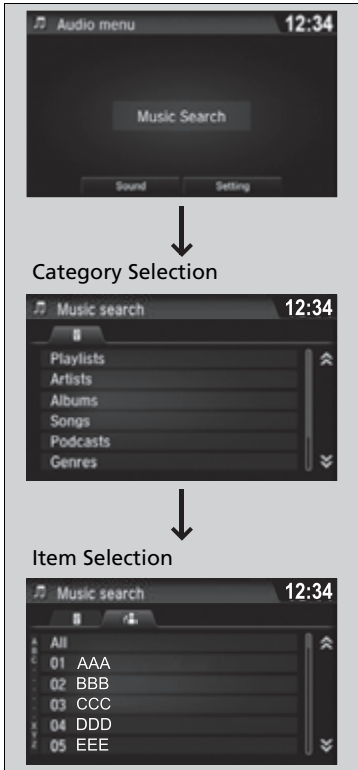 Audio menu 12:34
Music Search
Sound Setting
Category Selection
Music search 12:34
Playlists
Artists
Albums
Songs
Podcasts
Genres
Item Selection
Music search 12:34
All
01 AAA
02 BBB
03 CCC
04 DDD
05 EEE